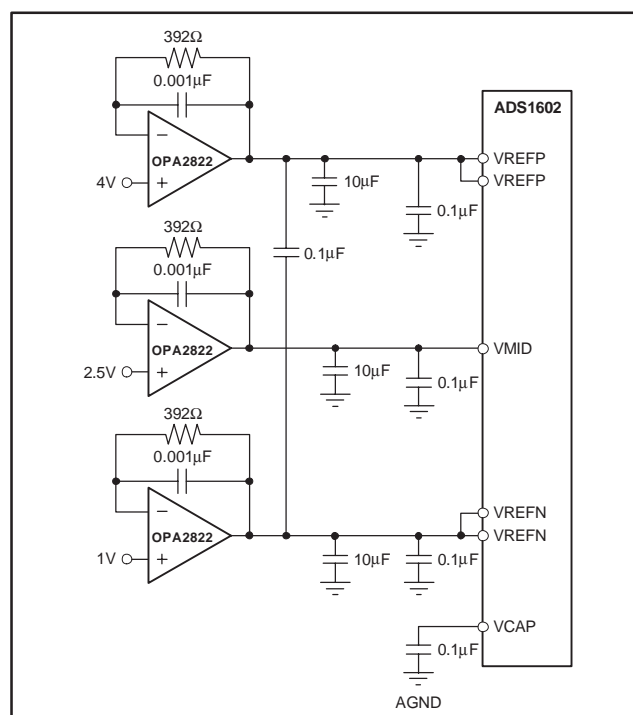 392Ω
0.001µF
ADS1602
OPA2822
VREFP
VREFP
4V
10µF
0.1µF
392Ω
0.1µF
0.001µF
OPA2822
VMID
2.5V
10µF
0.1µF
392Ω
0.001µF
VREFN
OPA2822
VREFN
1V
10µF
0.1µF
VCAP
0.1µF
AGND